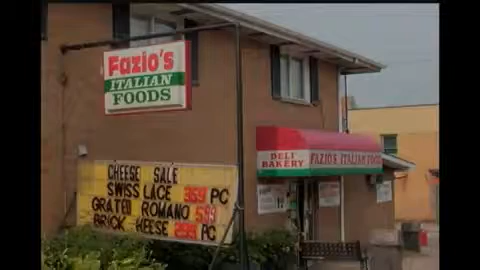 Fazio's
ITALIAN
FOODS
DELI
BAKERY
FAZIO'S ITALIAN FOODS
CHEESE SALE
SWISS LACE 359 PC
GRATED ROMANO 599
BRICK CHEESE 299 PC